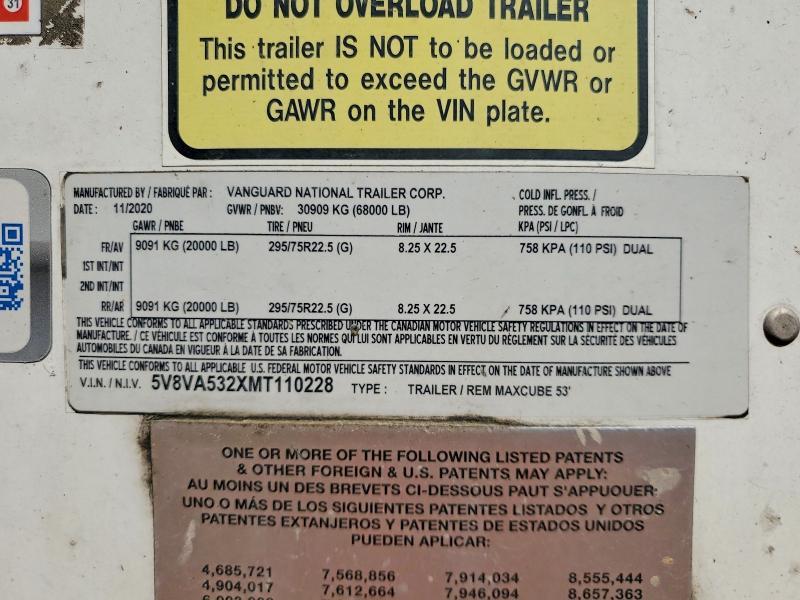 31
DO NOT OVERLOAD TRAILER
This trailer IS NOT to be loaded or
permitted to exceed the GVWR or
GAWR on the VIN plate.
MANUFACTURED BY / FABRIQUÉ PAR : VANGUARD NATIONAL TRAILER CORP. COLD INFL. PRESS. /
DATE : 11/2020 GVWR / PNBV: 30909 KG (68000 LB) PRESS. DE GONFL. À FROID
GAWR / PNBE TIRE / PNEU RIM / JANTE KPA (PSI / LPC)
FR/AV 9091 KG (20000 LB) 295/75R22.5 (G) 8.25 X 22.5 758 KPA (110 PSI) DUAL
1ST INT/INT
2ND INT/INT
RR/AR 9091 KG (20000 LB) 295/75R22.5 (G) 8.25 X 22.5 758 KPA (110 PSI) DUAL
THIS VEHICLE CONFORMS TO ALL APPLICABLE STANDARDS PRESCRIBED UNDER THE CANADIAN MOTOR VEHICLE SAFETY REGULATIONS IN EFFECT ON THE DATE OF
MANUFACTURE. / CE VÉHICULE EST CONFORME À TOUTES LES NORMES QUI LUI SONT APPLICABLES EN VERTU DU RÈGLEMENT SUR LA SÉCURITÉ DES VÉHICULES
AUTOMOBILES DU CANADA EN VIGUEUR À LA DATE DE SA FABRICATION.
THIS VEHICLE CONFORMS TO ALL APPLICABLE U.S. FEDERAL MOTOR VEHICLE SAFETY STANDARDS IN EFFECT ON THE DATE OF MANUFACTURE SHOWN ABOVE
V.I.N. / N.I.V. 5V8VA532XMT110228 TYPE : TRAILER / REM MAXCUBE 53'
ONE OR MORE OF THE FOLLOWING LISTED PATENTS
& OTHER FOREIGN & U.S. PATENTS MAY APPLY:
AU MOINS UN DES BREVETS CI-DESSOUS PAUT S'APPUOUER:
UNO O MÁS DE LOS SIGUIENTES PATENTES LISTADOS Y OTROS
PATENTES EXTANJEROS Y PATENTES DE ESTADOS UNIDOS
PUEDEN APLICAR:
4,685,721 7,568,856 7,914,034 8,555,444
4,904,017 7,612,664 7,946,094 8,657,363